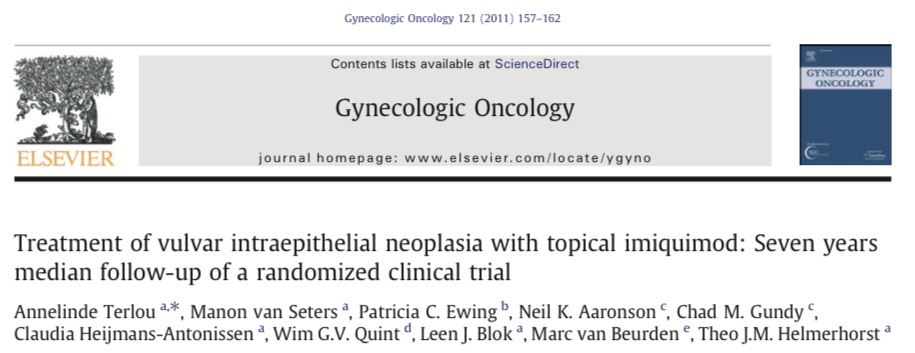 Gynecologic Oncology 121 (2011) 157–162
Contents lists available at ScienceDirect
Gynecologic Oncology
journal homepage: www.elsevier.com/locate/ygyno
ELSEVIER
GYNECOLOGIC
ONCOLOGY
Treatment of vulvar intraepithelial neoplasia with topical imiquimod: Seven years
median follow-up of a randomized clinical trial
Annelinde Terlou a,*, Manon van Seters a, Patricia C. Ewing b, Neil K. Aaronson c, Chad M. Gundy c,
Claudia Heijmans-Antonissen a, Wim G.V. Quint d, Leen J. Blok a, Marc van Beurden e, Theo J.M. Helmerhorst a